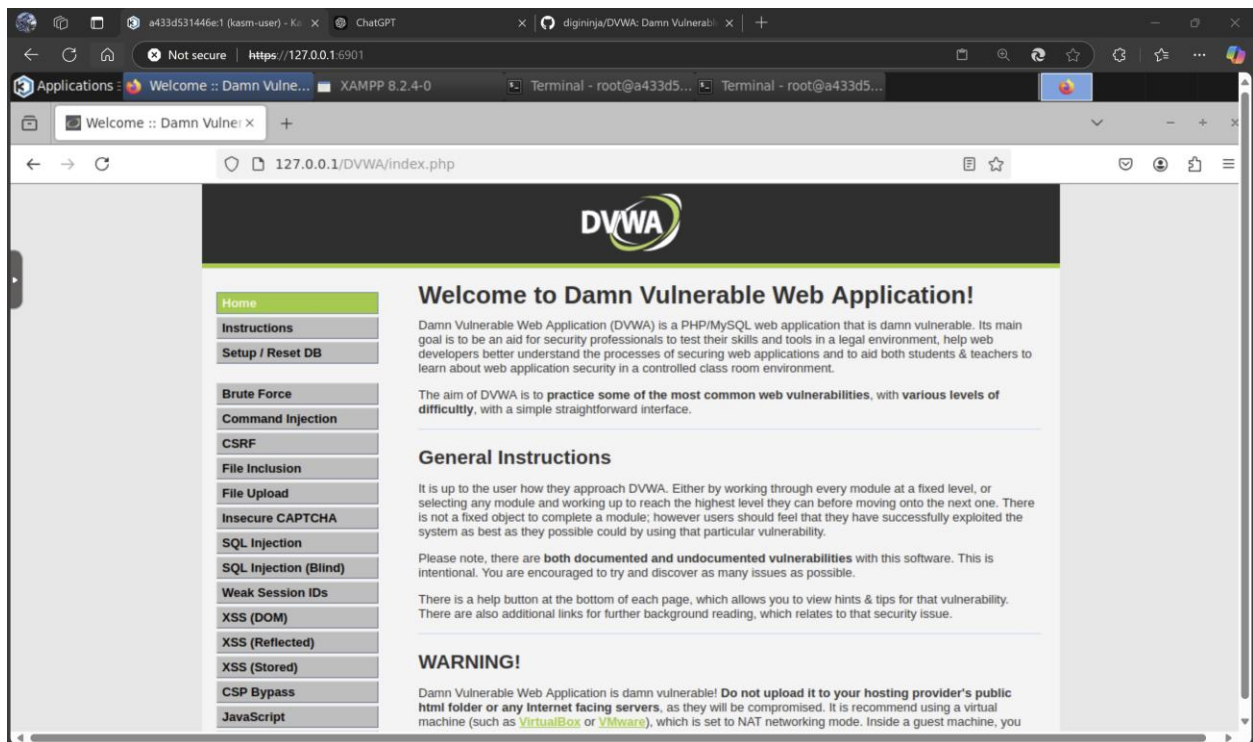 a433d531446e:1 (kasm-user) - Ka
ChatGPT
digininja/DVWA: Damn Vulnerabl
Not secure
https://127.0.0.1:6901
Applications
Welcome :: Damn Vulne...
XAMPP 8.2.4-0
Terminal - root@a433d5...
Terminal - root@a433d5...
Welcome :: Damn Vulner
127.0.0.1/DVWA/index.php
DVWA
Home
Instructions
Setup / Reset DB
Brute Force
Command Injection
CSRF
File Inclusion
File Upload
Insecure CAPTCHA
SQL Injection
SQL Injection (Blind)
Weak Session IDs
XSS (DOM)
XSS (Reflected)
XSS (Stored)
CSP Bypass
JavaScript
Welcome to Damn Vulnerable Web Application!
Damn Vulnerable Web Application (DVWA) is a PHP/MySQL web application that is damn vulnerable. Its main
goal is to be an aid for security professionals to test their skills and tools in a legal environment, help web
developers better understand the processes of securing web applications and to aid both students & teachers to
learn about web application security in a controlled class room environment.
The aim of DVWA is to practice some of the most common web vulnerabilities, with various levels of
difficultly, with a simple straightforward interface.
General Instructions
It is up to the user how they approach DVWA. Either by working through every module at a fixed level, or
selecting any module and working up to reach the highest level they can before moving onto the next one. There
is not a fixed object to complete a module; however users should feel that they have successfully exploited the
system as best as they possible could by using that particular vulnerability.
Please note, there are both documented and undocumented vulnerabilities with this software. This is
intentional. You are encouraged to try and discover as many issues as possible.
There is a help button at the bottom of each page, which allows you to view hints & tips for that vulnerability.
There are also additional links for further background reading, which relates to that security issue.
WARNING!
Damn Vulnerable Web Application is damn vulnerable! Do not upload it to your hosting provider's public
html folder or any Internet facing servers, as they will be compromised. It is recommend using a virtual
machine (such as VirtualBox or VMware), which is set to NAT networking mode. Inside a guest machine, you